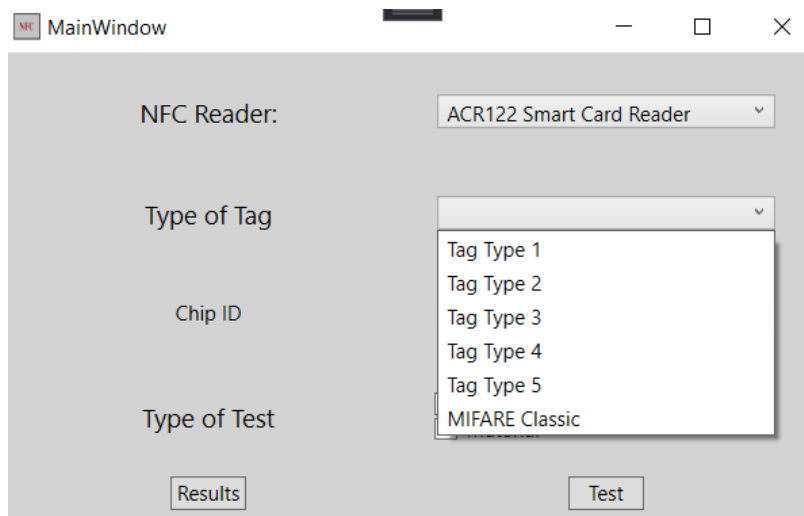 NFC MainWindow
NFC Reader:
ACR122 Smart Card Reader
Type of Tag
Tag Type 1
Tag Type 2
Tag Type 3
Tag Type 4
Tag Type 5
MIFARE Classic
Chip ID
Type of Test
Results
Test